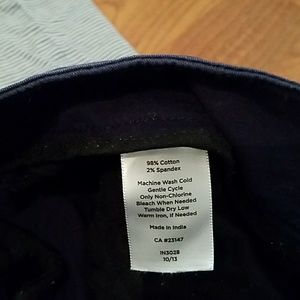 98% Cotton
2% Spandex
Machine Wash Cold
Gentle Cycle
Only Non-Chlorine
Bleach When Needed
Tumble Dry Low
Warm Iron, if Needed
Made in India
CA #23147
IN3028
10/13